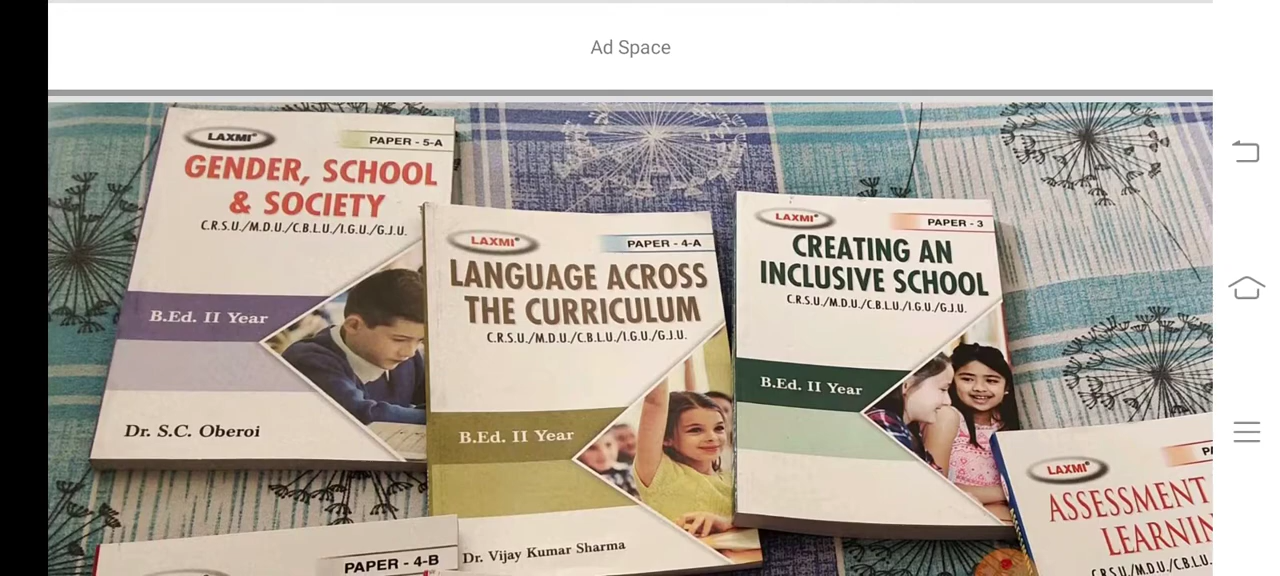 Ad Space
LAXMI®
PAPER - 5-A
GENDER, SCHOOL
& SOCIETY
C.R.S.U./M.D.U./C.B.L.U./I.G.U./G.J.U.
B.Ed. II Year
Dr. S.C. Oberoi
LAXMI®
PAPER - 4-A
LANGUAGE ACROSS
THE CURRICULUM
C.R.S.U./M.D.U./C.B.L.U./I.G.U./G.J.U.
B.Ed. II Year
Dr. Vijay Kumar Sharma
LAXMI®
PAPER - 3
CREATING AN
INCLUSIVE SCHOOL
C.R.S.U./M.D.U./C.B.L.U./I.G.U./G.J.U.
B.Ed. II Year
PAPER - 4-B
LAXMI®
ASSESSMENT
C.R.S.U./M.D.U./C.B.L.U.